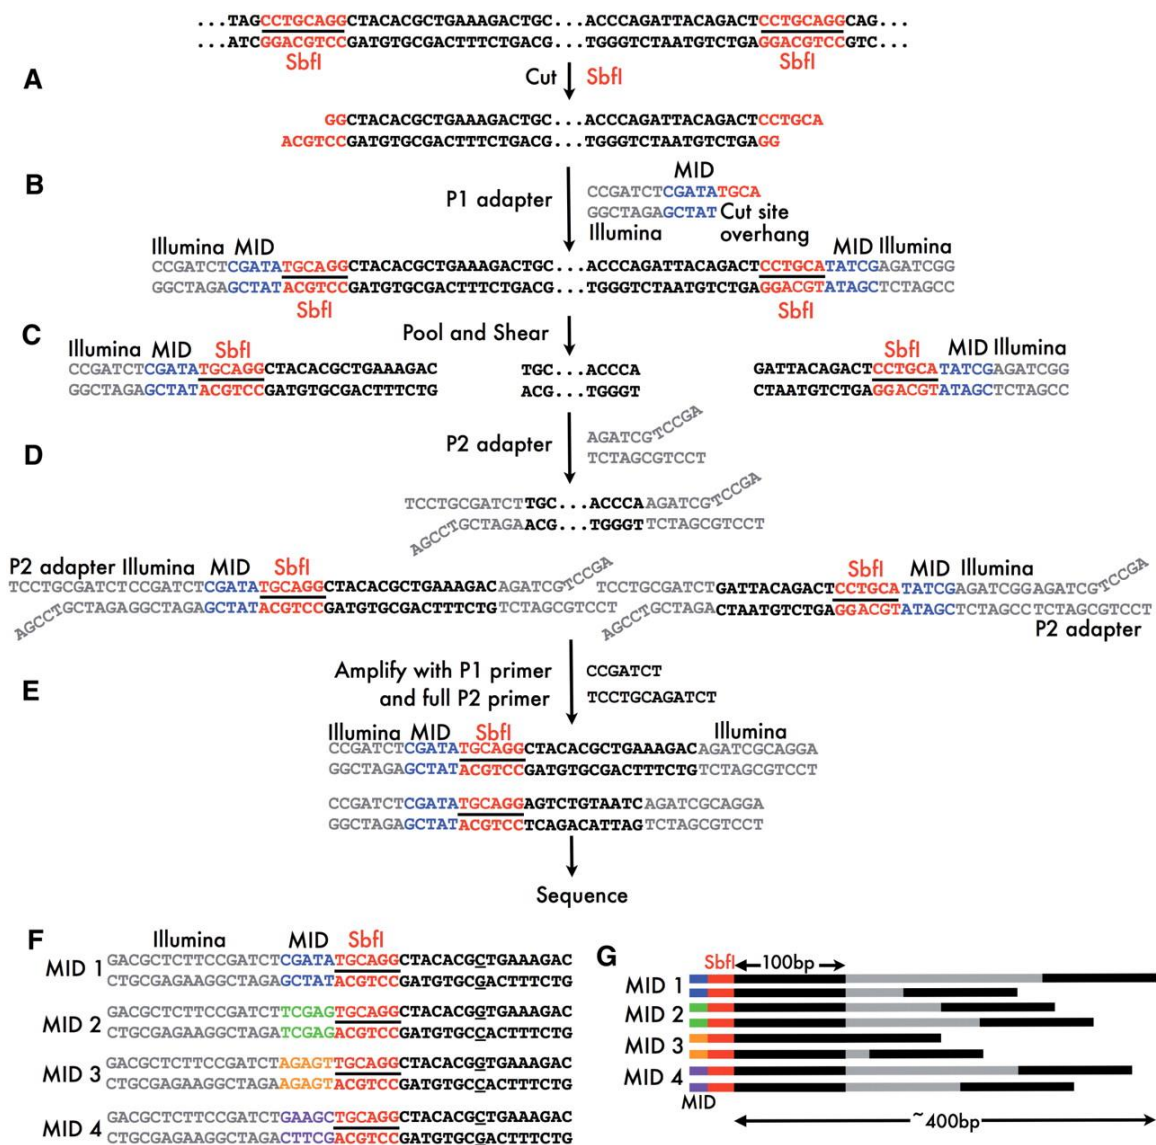 ...TAGCCTGCAGGCTACACGCTGAAAGACTGC...ACCCAGATTACAGACTCCTGCAGGCAG...
...ATCGGACGTCCGATGTGCGACTTTCTGACG...TGGGTCTAATGTCTGAGGACGTCCGTC...
SbfI SbfI
A
Cut SbfI
GGCTACACGCTGAAAGACTGC...ACCCAGATTACAGACTCCTGCA
ACGTCCGATGTGCGACTTTCTGACG...TGGGTCTAATGTCTGAGG
B
P1 adapter
MID
CCGATCTCGATATGCA
GGCTAGAGCTAT Cut site
Illumina overhang
Illumina MID MID Illumina
CCGATCTCGATATGCAGGCTACACGCTGAAAGACTGC...ACCCAGATTACAGACTCCTGCATATCGAGATCGG
GGCTAGAGCTATACGTCCGATGTGCGACTTTCTGACG...TGGGTCTAATGTCTGAGGACGTATAGCTCTAGCC
SbfI SbfI
C
Pool and Shear
Illumina MID SbfI SbfI MID Illumina
CCGATCTCGATATGCAGGCTACACGCTGAAAGAC TGC...ACCCA GATTACAGACTCCTGCATATCGAGATCGG
GGCTAGAGCTATACGTCCGATGTGCGACTTTCTG ACG...TGGGT CTAATGTCTGAGGACGTATAGCTCTAGCC
D
P2 adapter
AGATCGTCCGA
TCTAGCGTCCT
TCCTGCGATCTTGC...ACCCAAGATCGTCCGA
AGCCTGCTAGAACG...TGGGTTCTAGCGTCCT
P2 adapter Illumina MID SbfI SbfI MID Illumina
TCCTGCGATCTCCGATCTCGATATGCAGGCTACACGCTGAAAGACAGATCGTCCGA TCCTGCGATCTGATTACAGACTCCTGCATATCGAGATCGGAGATCGTCCGA
AGCCTGCTAGAGGCTAGAGCTATACGTCCGATGTGCGACTTTCTGTCTAGCGTCCT AGCCTGCTAGACTAATGTCTGAGGACGTATAGCTCTAGCCTCTAGCGTCCT
P2 adapter
E
Amplify with P1 primer CCGATCT
and full P2 primer TCCTGCAGATCT
Illumina MID SbfI Illumina
CCGATCTCGATATGCAGGCTACACGCTGAAAGACAGATCGCAGGA
GGCTAGAGCTATACGTCCGATGTGCGACTTTCTGTCTAGCGTCCT
CCGATCTCGATATGCAGGAGTCTGTAATCAGATCGCAGGA
GGCTAGAGCTATACGTCCTCAGACATTAGTCTAGCGTCCT
Sequence
F
Illumina MID SbfI
MID 1
GACGCTCTTCCGATCTCGATATGCAGGCTACACGCTGAAAGAC
CTGCGAGAAGGCTAGAGCTATACGTCCGATGTGCGACTTTCTG
MID 2
GACGCTCTTCCGATCTTCGAGTGCAGGCTACACGGTGAAAGAC
CTGCGAGAAGGCTAGATCGAGACGTCCGATGTGCCACTTTCTG
MID 3
GACGCTCTTCCGATCTAGAGTTGCAGGCTACACGGTGAAAGAC
CTGCGAGAAGGCTAGAAGAGTACGTCCGATGTGCCACTTTCTG
MID 4
GACGCTCTTCCGATCTGAAGCTGCAGGCTACACGCTGAAAGAC
CTGCGAGAAGGCTAGACTTCGACGTCCGATGTGCGACTTTCTG
G
SbfI 100bp
MID 1
MID 2
MID 3
MID 4
MID
~400bp